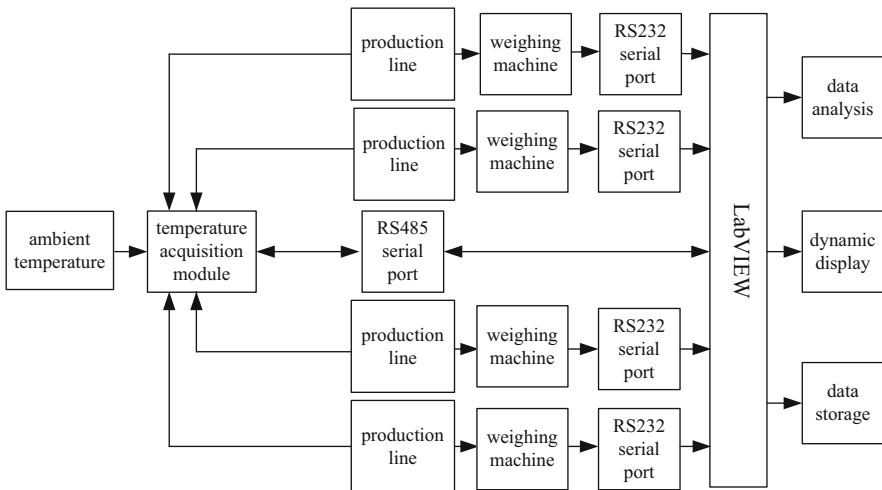 production
line
weighing
machine
RS232
serial
port
production
line
weighing
machine
RS232
serial
port
data
analysis
ambient
temperature
temperature
acquisition
module
RS485
serial
port
LabVIEW
dynamic
display
production
line
weighing
machine
RS232
serial
port
production
line
weighing
machine
RS232
serial
port
data
storage